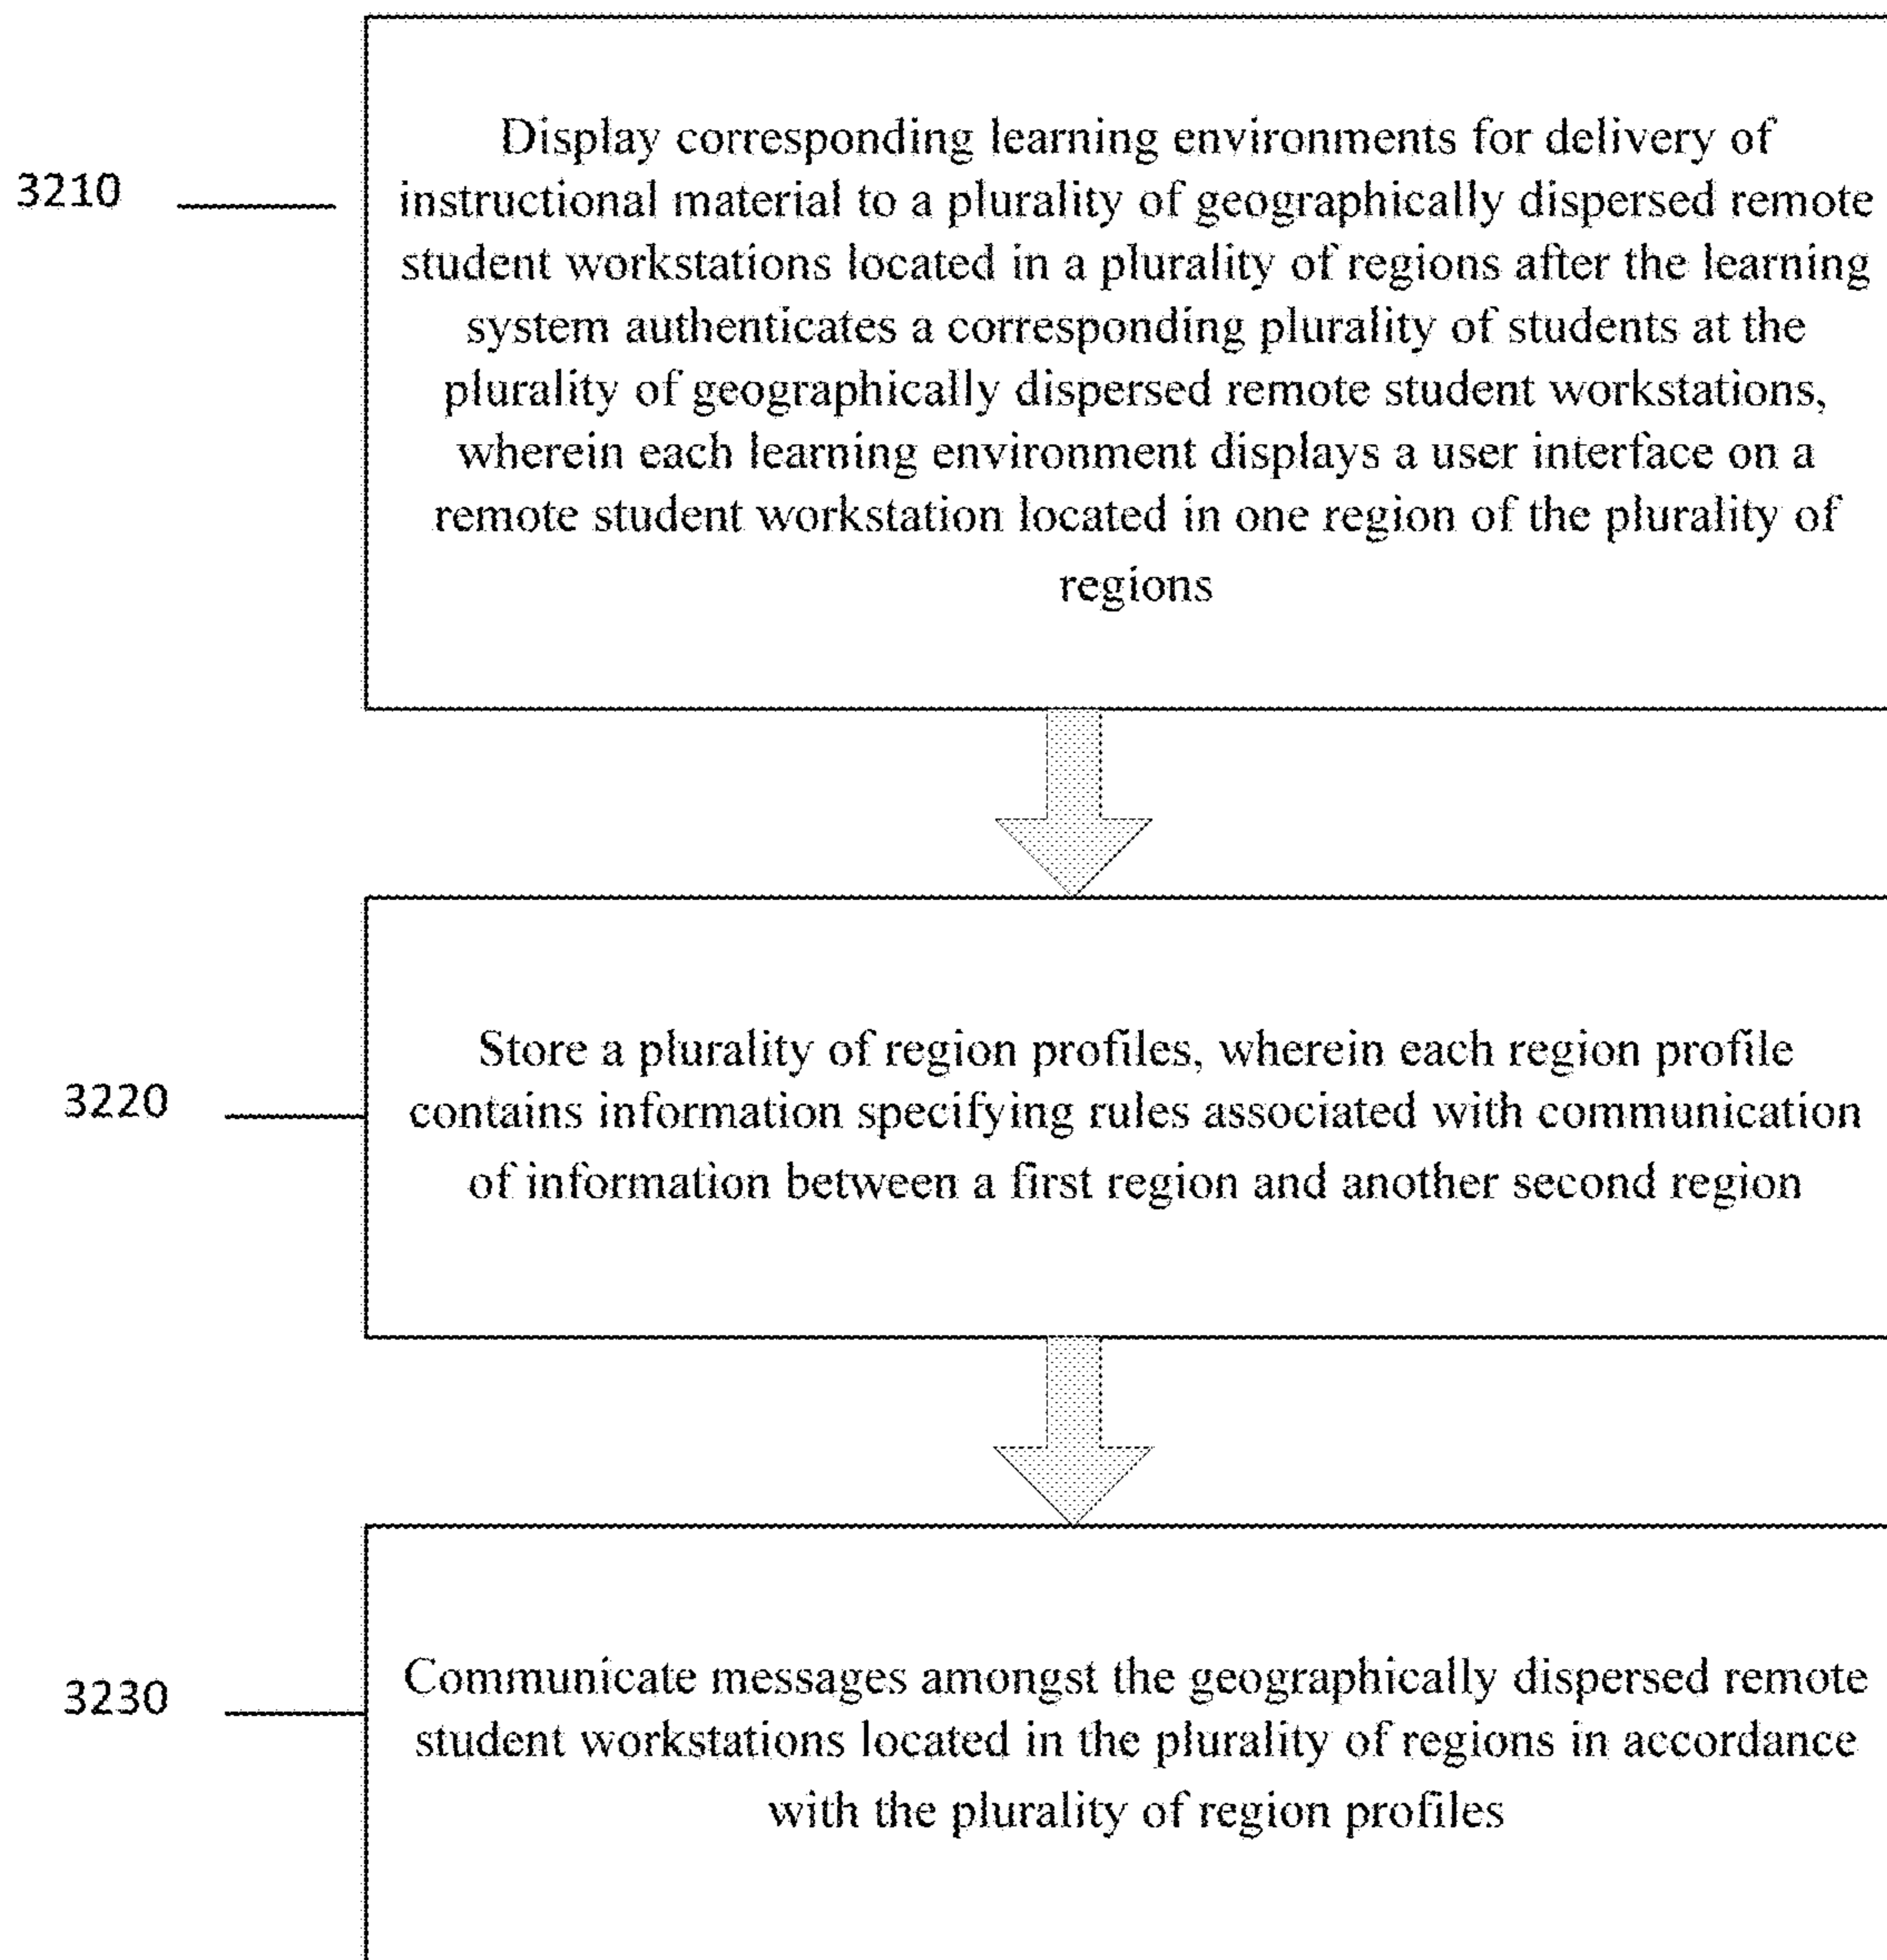 Display corresponding learning environments for delivery of
3210
instructional material to a plurality of geographically dispersed remote
student workstations located in a plurality of regions after the learning
system authenticates a corresponding plurality of students at the
plurality of geographically dispersed remote student workstations,
wherein each learning environment displays a user interface on a
remote student workstation located in one region of the plurality of
regions
Store a plurality of region profiles, wherein each region profile
3220
contains information specifying rules associated with communication
of information between a first region and another second region
Communicate messages amongst the geographically dispersed remote
3230
student workstations located in the plurality of regions in accordance
with the plurality of region profiles